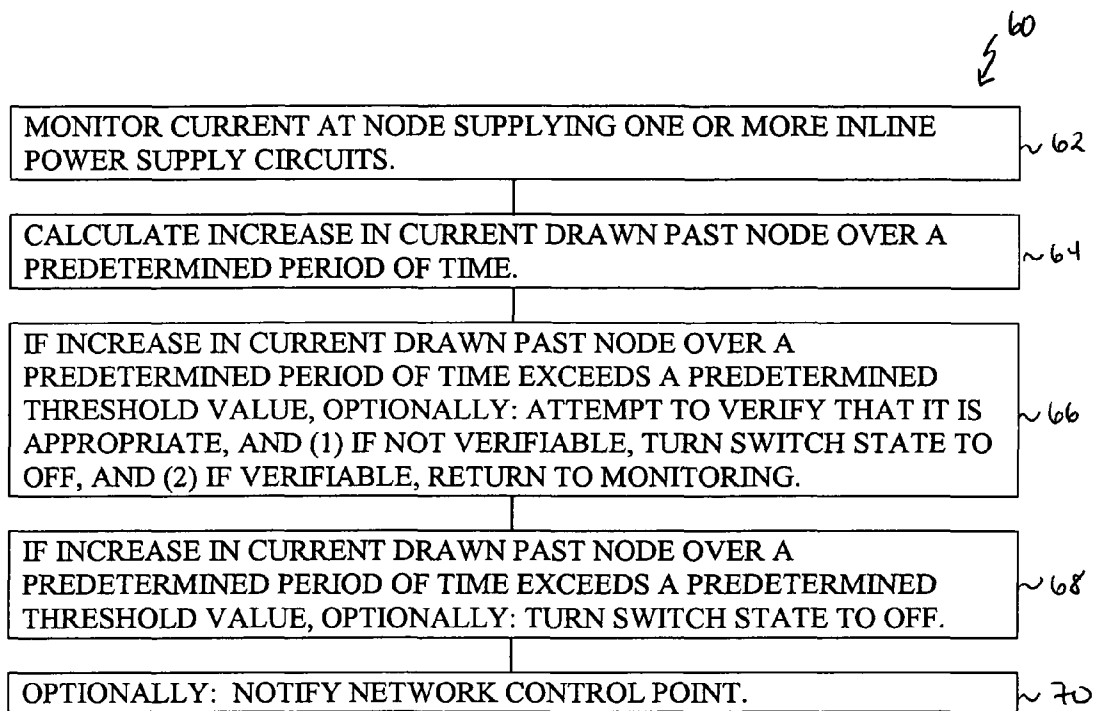 60
MONITOR CURRENT AT NODE SUPPLYING ONE OR MORE INLINE
POWER SUPPLY CIRCUITS.
~62
CALCULATE INCREASE IN CURRENT DRAWN PAST NODE OVER A
PREDETERMINED PERIOD OF TIME.
~64
IF INCREASE IN CURRENT DRAWN PAST NODE OVER A
PREDETERMINED PERIOD OF TIME EXCEEDS A PREDETERMINED
THRESHOLD VALUE, OPTIONALLY: ATTEMPT TO VERIFY THAT IT IS
APPROPRIATE, AND (1) IF NOT VERIFIABLE, TURN SWITCH STATE TO
OFF, AND (2) IF VERIFIABLE, RETURN TO MONITORING.
~66
IF INCREASE IN CURRENT DRAWN PAST NODE OVER A
PREDETERMINED PERIOD OF TIME EXCEEDS A PREDETERMINED
THRESHOLD VALUE, OPTIONALLY: TURN SWITCH STATE TO OFF.
~68
OPTIONALLY: NOTIFY NETWORK CONTROL POINT.
~70